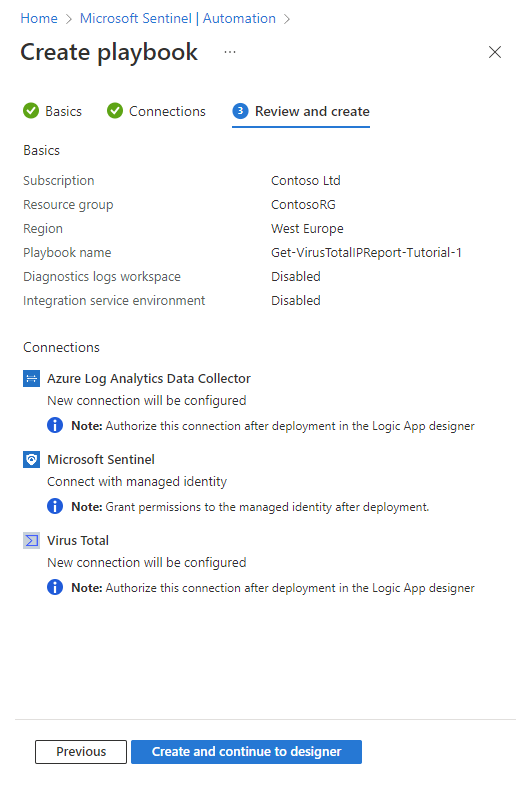 Home > Microsoft Sentinel | Automation >
Create playbook ...
Basics Connections 3 Review and create
Basics
Subscription Contoso Ltd
Resource group ContosoRG
Region West Europe
Playbook name Get-VirusTotalIPReport-Tutorial-1
Diagnostics logs workspace Disabled
Integration service environment Disabled
Connections
Azure Log Analytics Data Collector
New connection will be configured
Note: Authorize this connection after deployment in the Logic App designer
Microsoft Sentinel
Connect with managed identity
Note: Grant permissions to the managed identity after deployment.
Virus Total
New connection will be configured
Note: Authorize this connection after deployment in the Logic App designer
Previous Create and continue to designer